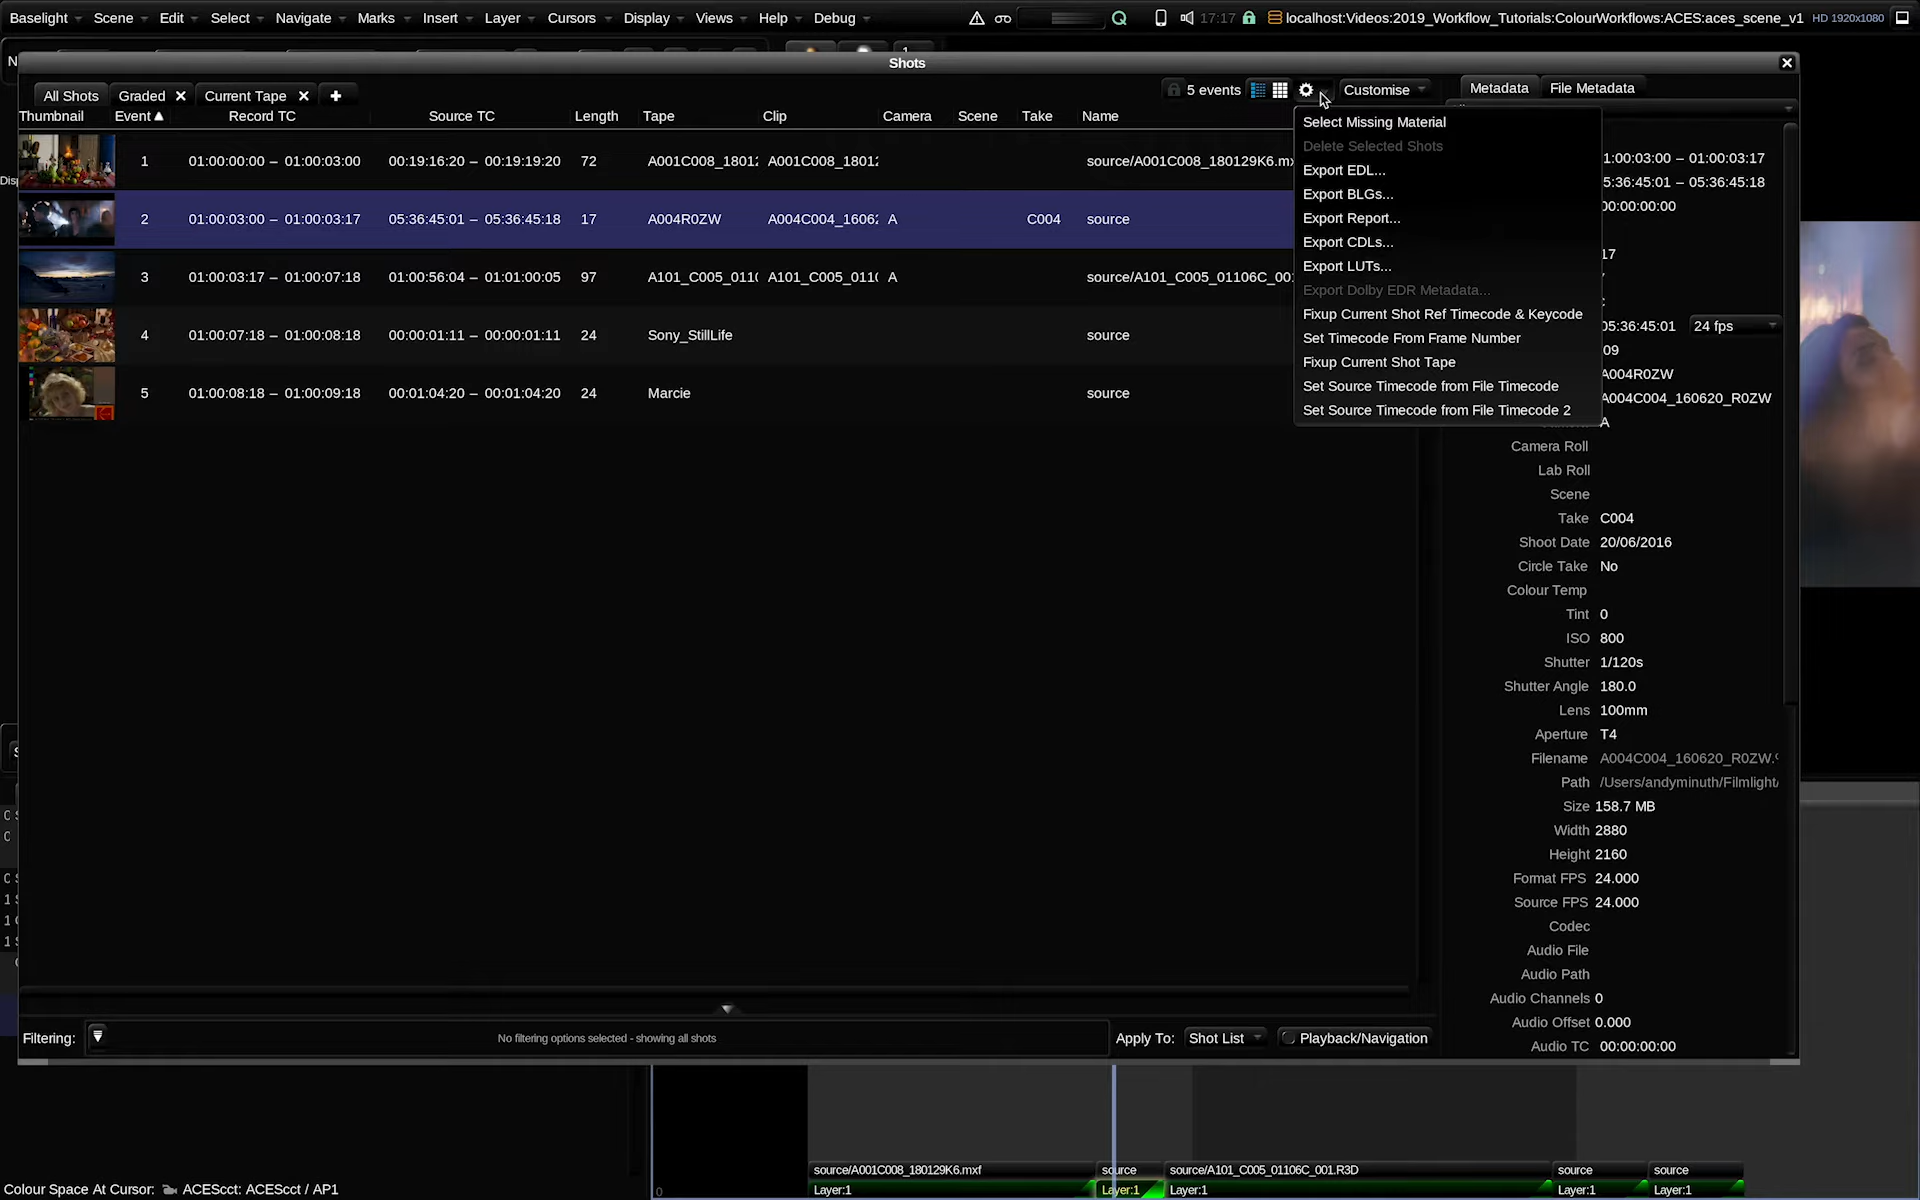 Baselight Scene Edit Select Navigate Marks Insert Layer Cursors Display Views Help Debug 17:17 localhost:Videos:2019_Workflow_Tutorials:ColourWorkflows:ACES:aces_scene_v1 HD 1920x1080
Shots
All Shots Graded Current Tape 5 events Customise Metadata File Metadata
Thumbnail Event Record TC Source TC Length Tape Clip Camera Scene Take Name
1 01:00:00:00 – 01:00:03:00 00:19:16:20 – 00:19:19:20 72 A001C008_1801 A001C008_1801 source/A001C008_180129K6.mx
2 01:00:03:00 – 01:00:03:17 05:36:45:01 – 05:36:45:18 17 A004R0ZW A004C004_1606 A C004 source
3 01:00:03:17 – 01:00:07:18 01:00:56:04 – 01:01:00:05 97 A101_C005_011 A101_C005_011 A source/A101_C005_01106C_00
4 01:00:07:18 – 01:00:08:18 00:00:01:11 – 00:00:01:11 24 Sony_StillLife source
5 01:00:08:18 – 01:00:09:18 00:01:04:20 – 00:01:04:20 24 Marcie source
Select Missing Material
Delete Selected Shots
Export EDL...
Export BLGs...
Export Report...
Export CDLs...
Export LUTs...
Export Dolby EDR Metadata...
Fixup Current Shot Ref Timecode & Keycode
Set Timecode From Frame Number
Fixup Current Shot Tape
Set Source Timecode from File Timecode
Set Source Timecode from File Timecode 2
1:00:03:00 – 01:00:03:17
5:36:45:01 – 05:36:45:18
00:00:00:00
17
05:36:45:01 24 fps
09
A004R0ZW
A004C004_160620_R0ZW
A
Camera Roll
Lab Roll
Scene
Take C004
Shoot Date 20/06/2016
Circle Take No
Colour Temp
Tint 0
ISO 800
Shutter 1/120s
Shutter Angle 180.0
Lens 100mm
Aperture T4
Filename A004C004_160620_R0ZW.
Path /Users/andyminuth/Filmlight/
Size 158.7 MB
Width 2880
Height 2160
Format FPS 24.000
Source FPS 24.000
Codec
Audio File
Audio Path
Audio Channels 0
Audio Offset 0.000
Audio TC 00:00:00:00
Filtering: No filtering options selected - showing all shots Apply To: Shot List Playback/Navigation
source/A001C008_180129K6.mxf source source/A101_C005_01106C_001.R3D source source
0 Layer:1 Layer:1 Layer:1 Layer:1 Layer:1
Colour Space At Cursor: ACEScct: ACEScct / AP1